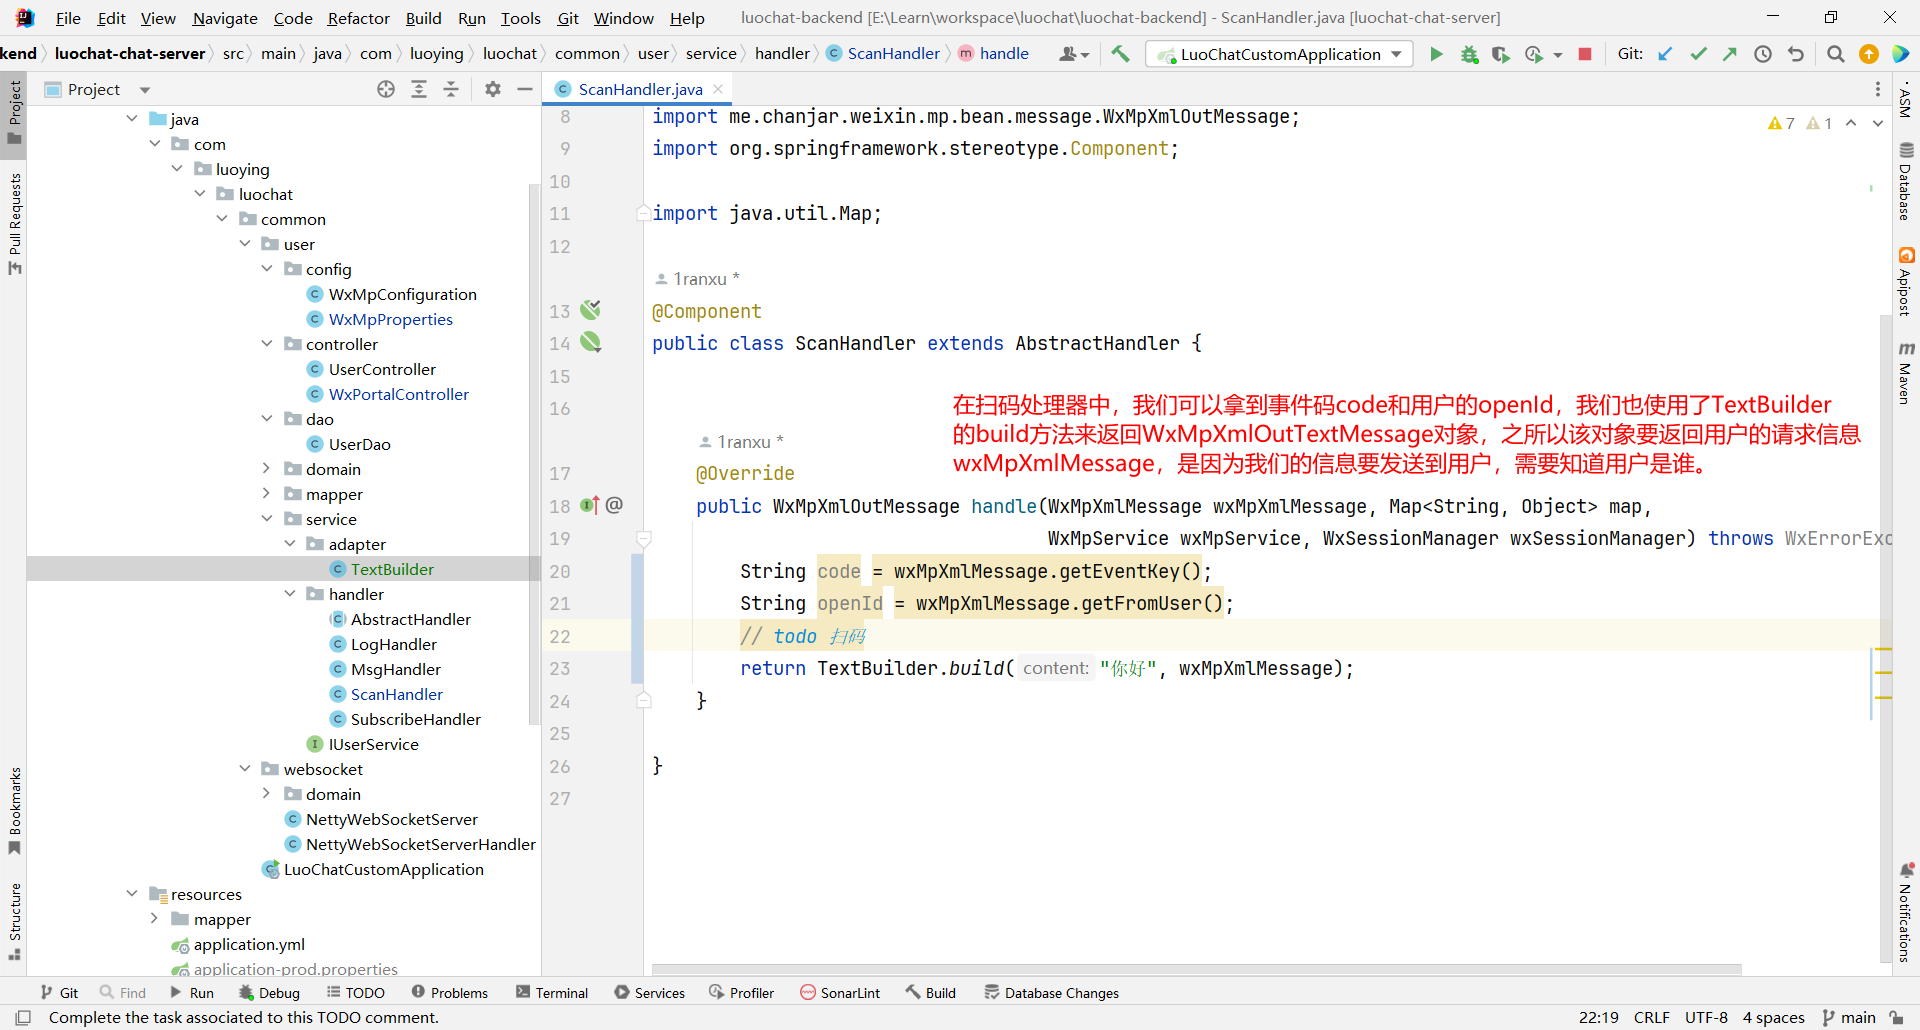 File Edit View Navigate Code Refactor Build Run Tools Git Window Help luochat-backend [E:\Learn\workspace\luochat\luochat-backend] - ScanHandler.java [luochat-chat-server]
kend luochat-chat-server src main java com luoying luochat common user service handler ScanHandler handle LuoChatCustomApplication Git:
Project
ScanHandler.java
Project
Pull Requests
Bookmarks
Structure
java
com
luoying
luochat
common
user
config
WxMpConfiguration
WxMpProperties
controller
UserController
WxPortalController
dao
UserDao
domain
mapper
service
adapter
TextBuilder
handler
AbstractHandler
LogHandler
MsgHandler
ScanHandler
SubscribeHandler
IUserService
websocket
domain
NettyWebSocketServer
NettyWebSocketServerHandler
LuoChatCustomApplication
resources
mapper
application.yml
application-prod.properties
7 1
8 import me.chanjar.weixin.mp.bean.message.WxMpXmlOutMessage;
9 import org.springframework.stereotype.Component;
10
11 import java.util.Map;
12
1ranxu *
13 @Component
14 public class ScanHandler extends AbstractHandler {
15
16
在扫码处理器中，我们可以拿到事件码code和用户的openId，我们也使用了TextBuilder
的build方法来返回WxMpXmlOutTextMessage对象，之所以该对象要返回用户的请求信息
wxMpXmlMessage，是因为我们的信息要发送到用户，需要知道用户是谁。
1ranxu *
17 @Override
18 @ public WxMpXmlOutMessage handle(WxMpXmlMessage wxMpXmlMessage, Map<String, Object> map,
19 WxMpService wxMpService, WxSessionManager wxSessionManager) throws WxErrorExc
20 String code = wxMpXmlMessage.getEventKey();
21 String openId = wxMpXmlMessage.getFromUser();
22 // todo 扫码
23 return TextBuilder.build( content: "你好", wxMpXmlMessage);
24 }
25
26 }
27
ASM
Database
Apipost
Maven
Notifications
Git Find Run Debug TODO Problems Terminal Services Profiler SonarLint Build Database Changes
Complete the task associated to this TODO comment. 22:19 CRLF UTF-8 4 spaces main